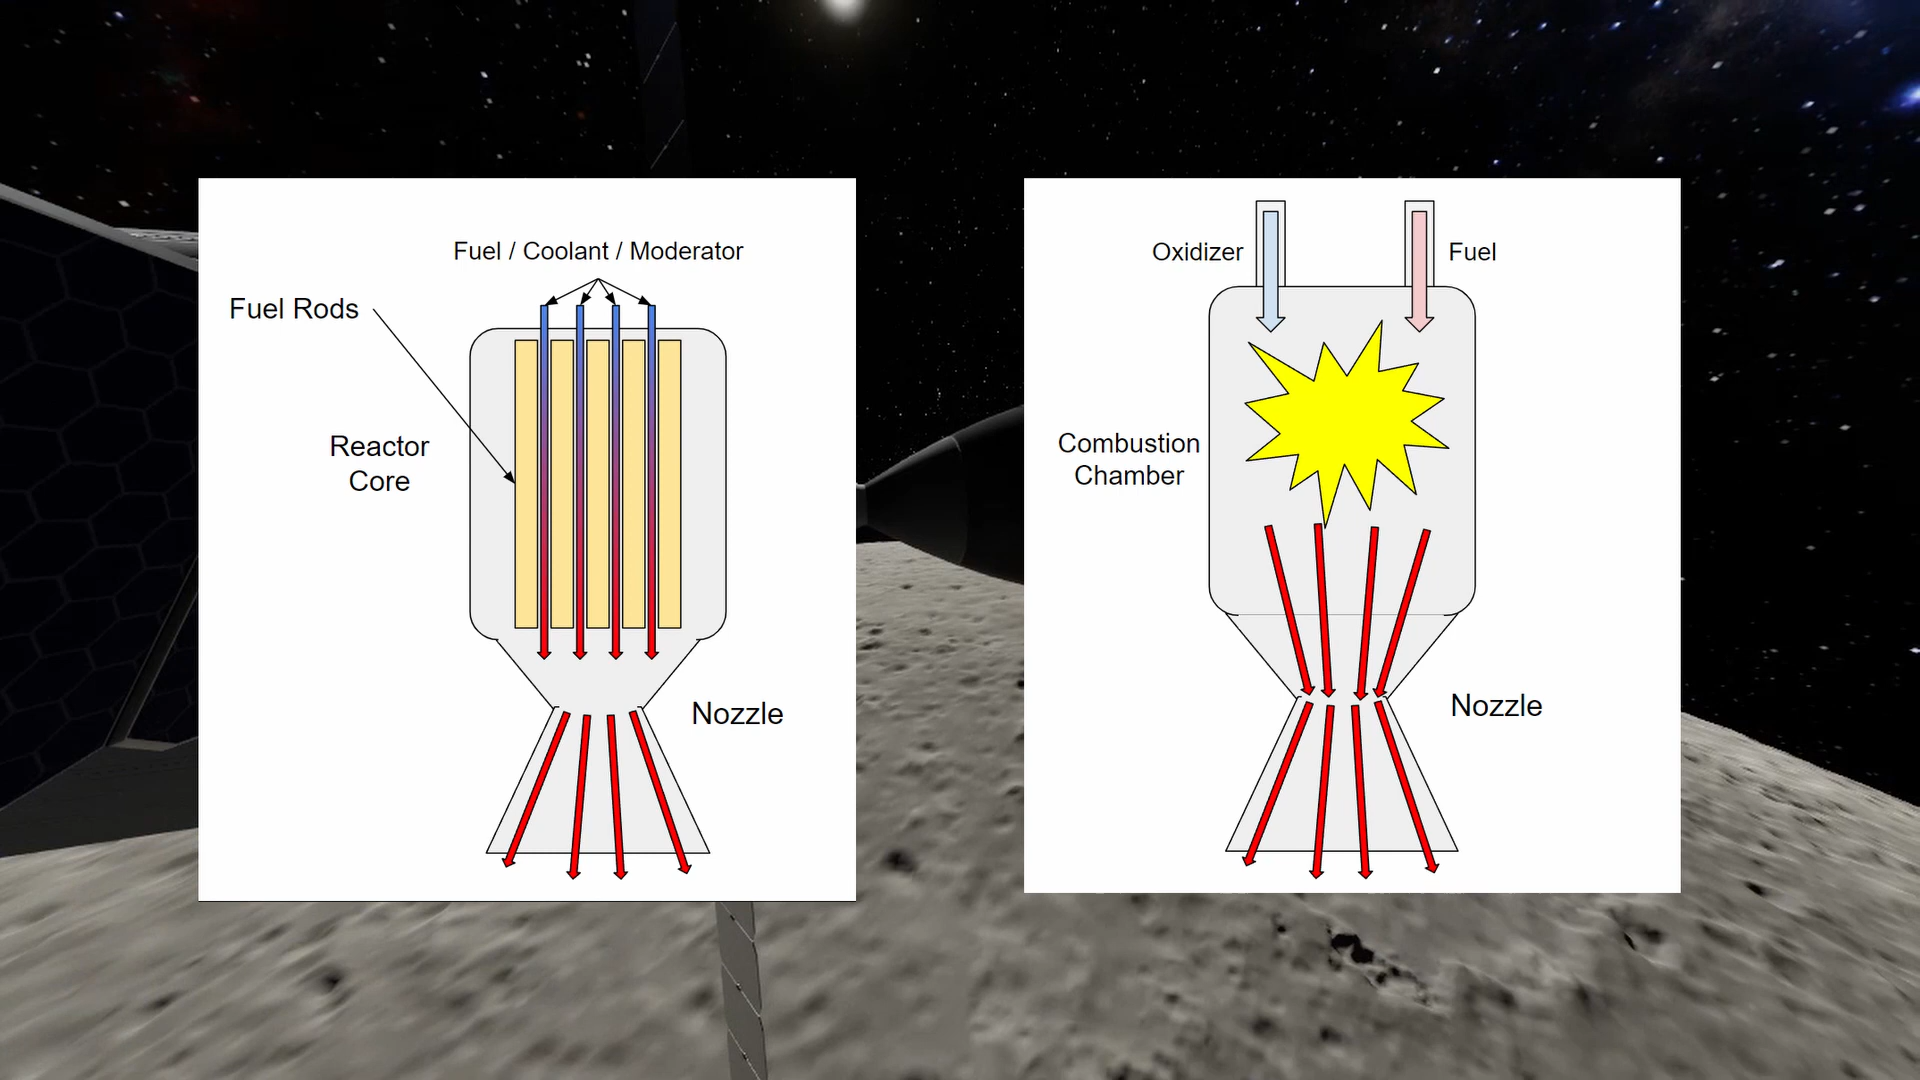 Fuel / Coolant / Moderator
Fuel Rods
Reactor
Core
Nozzle
Oxidizer
Fuel
Combustion
Chamber
Nozzle